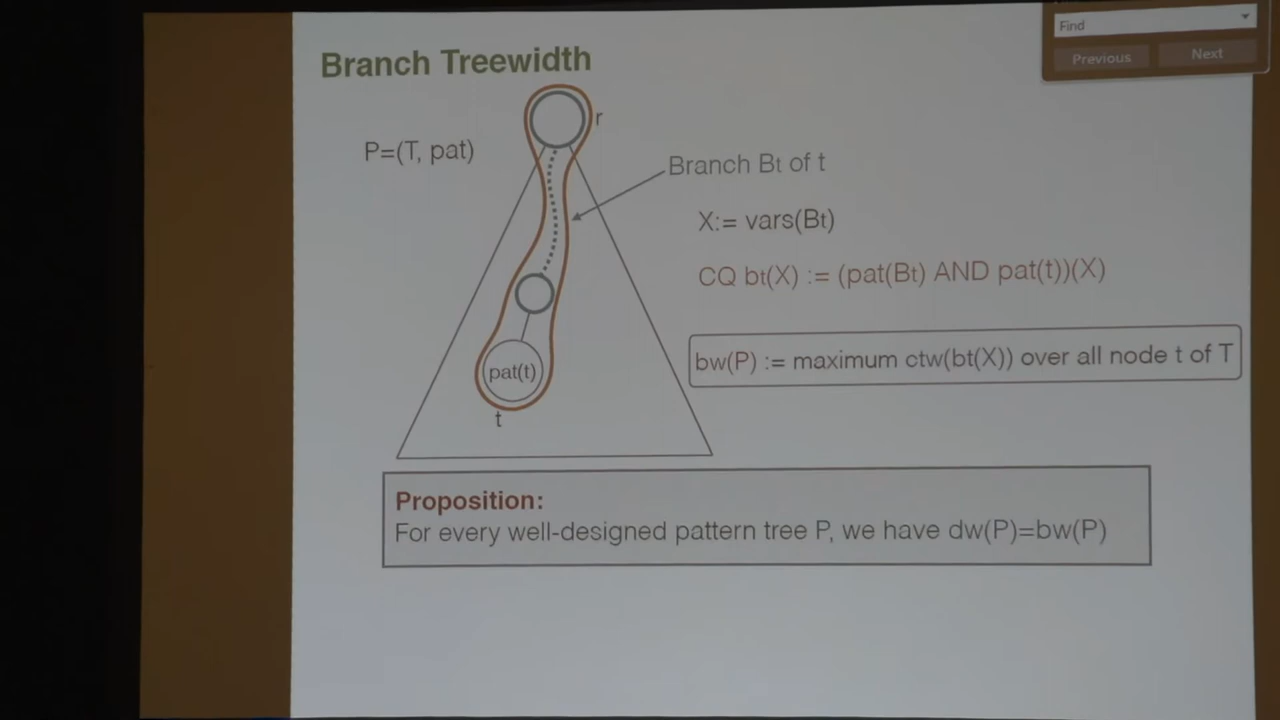 Branch Treewidth
Find
Previous Next
r
P=(T, pat)
Branch Bt of t
X:= vars(Bt)
CQ bt(X) := (pat(Bt) AND pat(t))(X)
bw(P) := maximum ctw(bt(X)) over all node t of T
pat(t)
t
Proposition:
For every well-designed pattern tree P, we have dw(P)=bw(P)